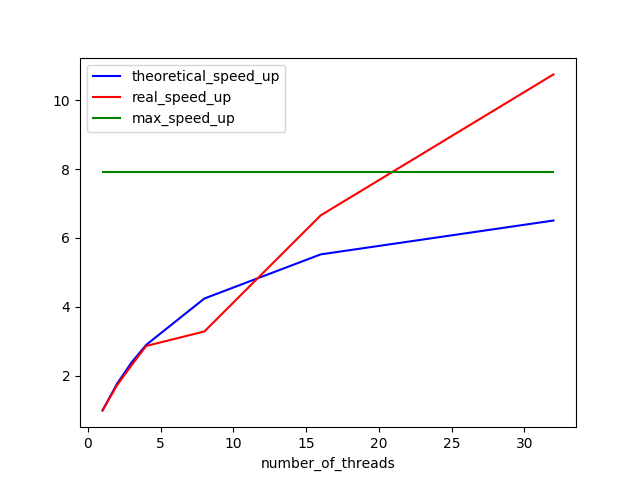 theoretical_speed_up
real_speed_up
max_speed_up
10
8
6
4
2
0 5 10 15 20 25 30
number_of_threads